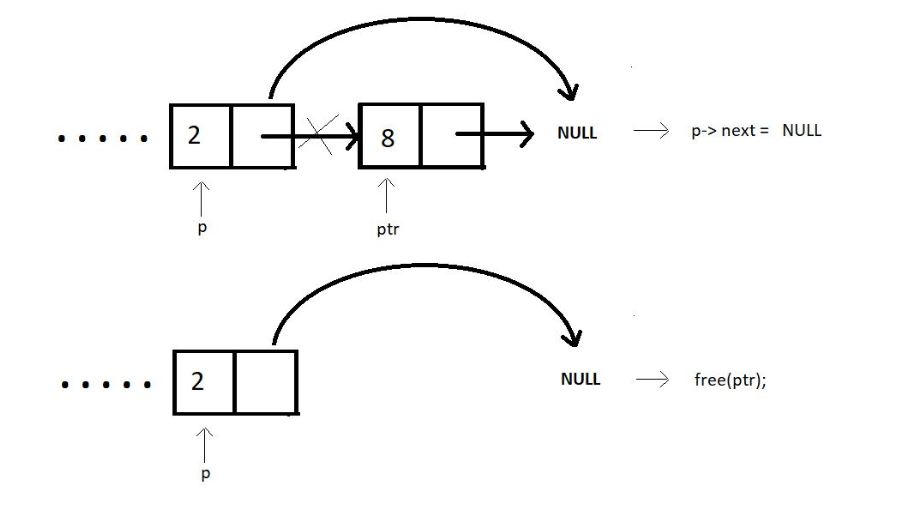 2 8 NULL p-> next = NULL
p ptr
2 NULL free(ptr);
p